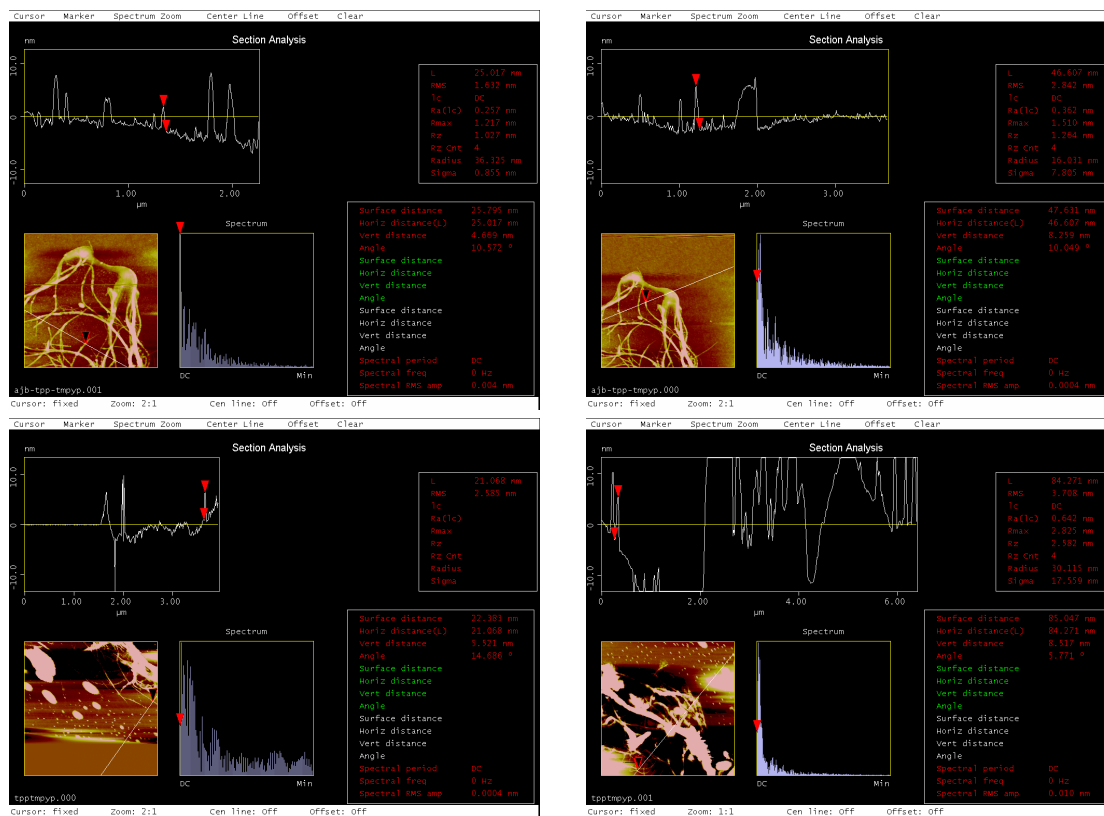 Cursor Marker Spectrum Zoom Center Line Offset Clear
Section Analysis
nm
10.0
0
-10.0
0 1.00 2.00
µm
L 25.017 nm
RMS 1.632 nm
lc DC
Ra(lc) 0.257 nm
Rmax 1.217 nm
Rz 1.027 nm
Rz Cnt 4
Radius 36.325 nm
Sigma 0.855 nm
Spectrum
DC Min
Surface distance 25.795 nm
Horiz distance(L) 25.017 nm
Vert distance 4.669 nm
Angle 10.572 °
Surface distance
Horiz distance
Vert distance
Angle
Surface distance
Horiz distance
Vert distance
Angle
Spectral period DC
Spectral freq 0 Hz
Spectral RMS amp 0.004 nm
ajb-tpp-tmpyp.001
Cursor: fixed Zoom: 2:1 Cen line: Off Offset: Off
Cursor Marker Spectrum Zoom Center Line Offset Clear
Section Analysis
nm
10.0
0
-10.0
0 1.00 2.00 3.00
µm
L 46.607 nm
RMS 2.842 nm
lc DC
Ra(lc) 0.362 nm
Rmax 1.510 nm
Rz 1.264 nm
Rz Cnt 4
Radius 16.031 nm
Sigma 7.805 nm
Spectrum
DC Min
Surface distance 47.631 nm
Horiz distance(L) 46.607 nm
Vert distance 8.259 nm
Angle 10.049 °
Surface distance
Horiz distance
Vert distance
Angle
Surface distance
Horiz distance
Vert distance
Angle
Spectral period DC
Spectral freq 0 Hz
Spectral RMS amp 0.0004 nm
ajb-tpp-tmpyp.000
Cursor: fixed Zoom: 2:1 Cen line: Off Offset: Off
Cursor Marker Spectrum Zoom Center Line Offset Clear
Section Analysis
nm
10.0
0
-10.0
0 1.00 2.00 3.00
µm
L 21.068 nm
RMS 2.585 nm
lc DC
Ra(lc)
Rmax
Rz
Rz Cnt
Radius
Sigma
Spectrum
DC Min
Surface distance 22.393 nm
Horiz distance(L) 21.068 nm
Vert distance 5.521 nm
Angle 14.686 °
Surface distance
Horiz distance
Vert distance
Angle
Surface distance
Horiz distance
Vert distance
Angle
Spectral period DC
Spectral freq 0 Hz
Spectral RMS amp 0.0004 nm
tpptmpyp.000
Cursor: fixed Zoom: 2:1 Cen line: Off Offset: Off
Cursor Marker Spectrum Zoom Center Line Offset Clear
Section Analysis
nm
10.0
0
-10.0
0 2.00 4.00 6.00
µm
L 84.271 nm
RMS 3.708 nm
lc DC
Ra(lc) 0.642 nm
Rmax 2.825 nm
Rz 2.592 nm
Rz Cnt 4
Radius 30.115 nm
Sigma 17.559 nm
Spectrum
DC Min
Surface distance 85.047 nm
Horiz distance(L) 84.271 nm
Vert distance 8.517 nm
Angle 5.771 °
Surface distance
Horiz distance
Vert distance
Angle
Surface distance
Horiz distance
Vert distance
Angle
Spectral period DC
Spectral freq 0 Hz
Spectral RMS amp 0.010 nm
tpptmpyp.001
Cursor: fixed Zoom: 1:1 Cen line: Off Offset: Off